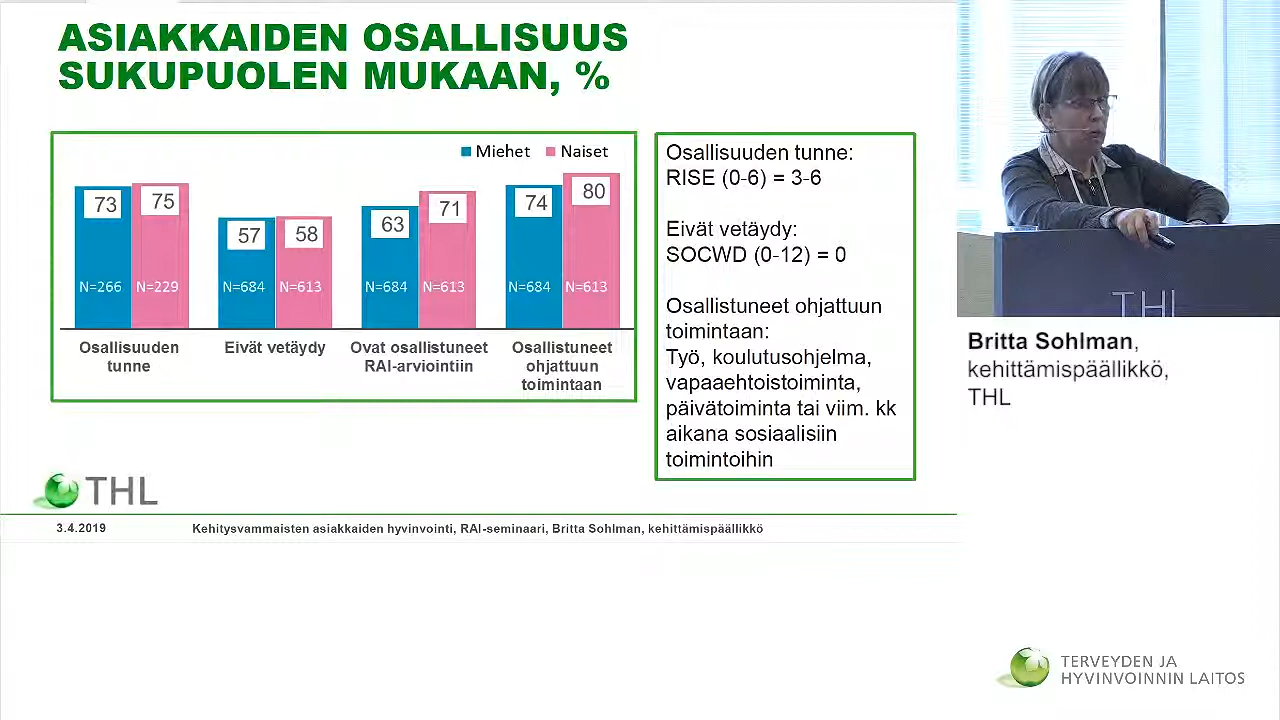 ASIAKKAIDEN OSALLISUUS
SUKUPUOLEN MUKAAN, %
Miehet Naiset
73 75 57 58 63 71 74 80
N=266 N=229 N=684 N=613 N=684 N=613 N=684 N=613
Osallisuuden
tunne
Eivät vetäydy
Ovat osallistuneet
RAI-arviointiin
Osallistuneet
ohjattuun
toimintaan
Osallisuuden tunne:
RISE (0-6) = 3-6
Eivät vetäydy:
SOCWD (0-12) = 0
Osallistuneet ohjattuun
toimintaan:
Työ, koulutusohjelma,
vapaaehtoistoiminta,
päivätoiminta tai viim. kk
aikana sosiaalisiin
toimintoihin
THL
3.4.2019 Kehitysvammaisten asiakkaiden hyvinvointi, RAI-seminaari, Britta Sohlman, kehittämispäällikkö
THL
Britta Sohlman,
kehittämispäällikkö,
THL
TERVEYDEN JA
HYVINVOINNIN LAITOS